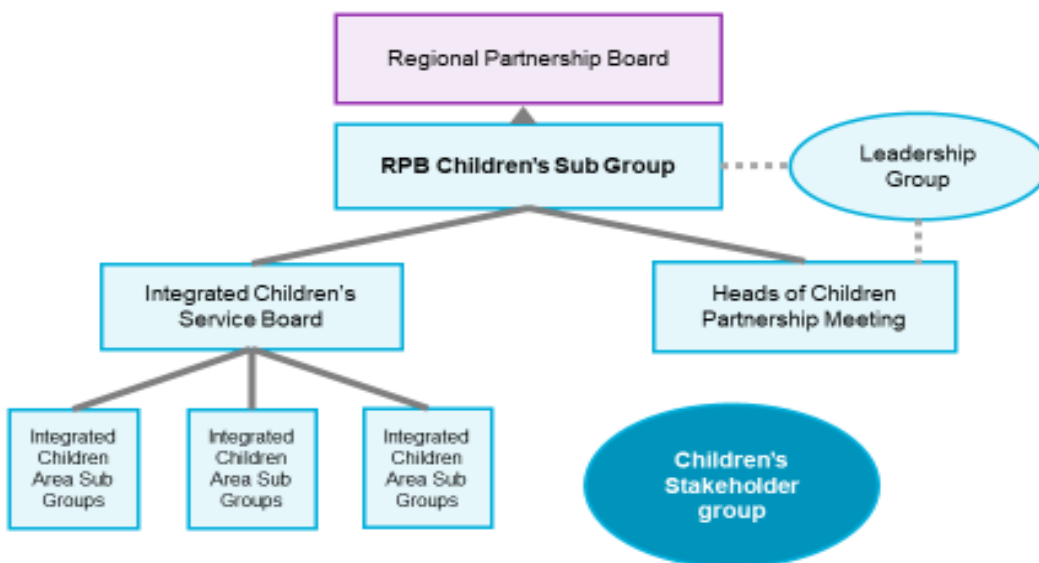 Regional Partnership Board
RPB Children's Sub Group
Leadership
Group
Integrated Children's
Service Board
Heads of Children
Partnership Meeting
Integrated
Children
Area Sub
Groups
Integrated
Children
Area Sub
Groups
Integrated
Children
Area Sub
Groups
Children's
Stakeholder
group